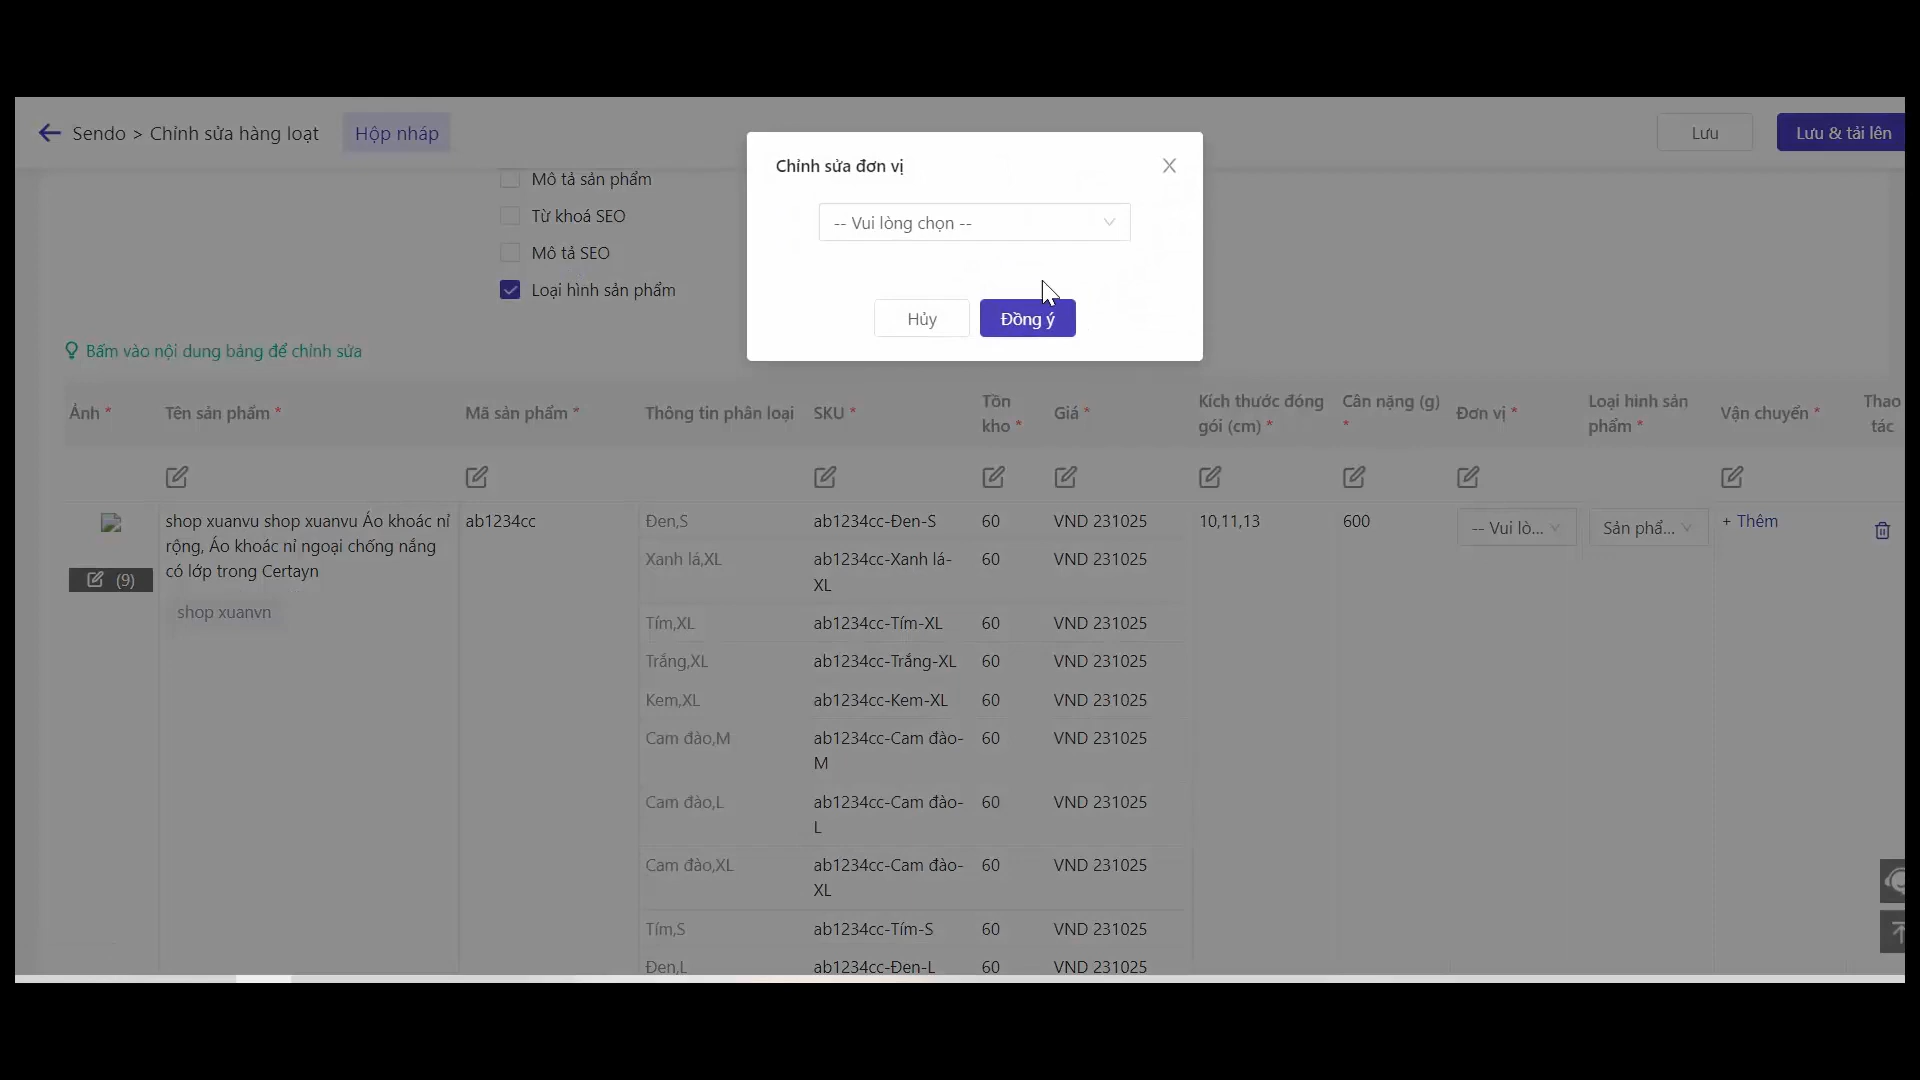 Sendo > Chỉnh sửa hàng loạt
Hộp nháp
Lưu
Lưu & tải lên
Chỉnh sửa đơn vị
-- Vui lòng chọn --
Hủy
Đồng ý
Mô tả sản phẩm
Từ khoá SEO
Mô tả SEO
Loại hình sản phẩm
Bấm vào nội dung bảng để chỉnh sửa
Ảnh *
Tên sản phẩm *
Mã sản phẩm *
Thông tin phân loại
SKU *
Tồn kho *
Giá *
Kích thước đóng gói (cm) *
Cân nặng (g) *
Đơn vị *
Loại hình sản phẩm *
Vận chuyển *
Thao tác
(9)
shop xuanvu shop xuanvu Áo khoác nỉ
rộng, Áo khoác nỉ ngoại chống nắng
có lớp trong Certayn
shop xuanvn
ab1234cc
Đen,S ab1234cc-Đen-S 60 VND 231025 10,11,13 600 -- Vui lò... Sản phẩ... + Thêm
Xanh lá,XL ab1234cc-Xanh lá- 60 VND 231025
XL
Tím,XL ab1234cc-Tím-XL 60 VND 231025
Trắng,XL ab1234cc-Trắng-XL 60 VND 231025
Kem,XL ab1234cc-Kem-XL 60 VND 231025
Cam đào,M ab1234cc-Cam đào- 60 VND 231025
M
Cam đào,L ab1234cc-Cam đào- 60 VND 231025
L
Cam đào,XL ab1234cc-Cam đào- 60 VND 231025
XL
Tím,S ab1234cc-Tím-S 60 VND 231025
Đen,L ab1234cc-Đen-L 60 VND 231025